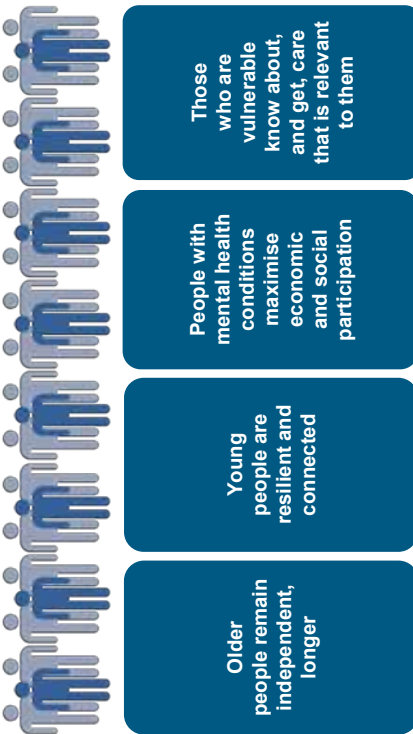 Older
people remain
independent,
longer
Young
people are
resilient and
connected
People with
mental health
conditions
maximise
economic
and social
participation
Those
who are
vulnerable
know about,
and get, care
that is relevant
to them